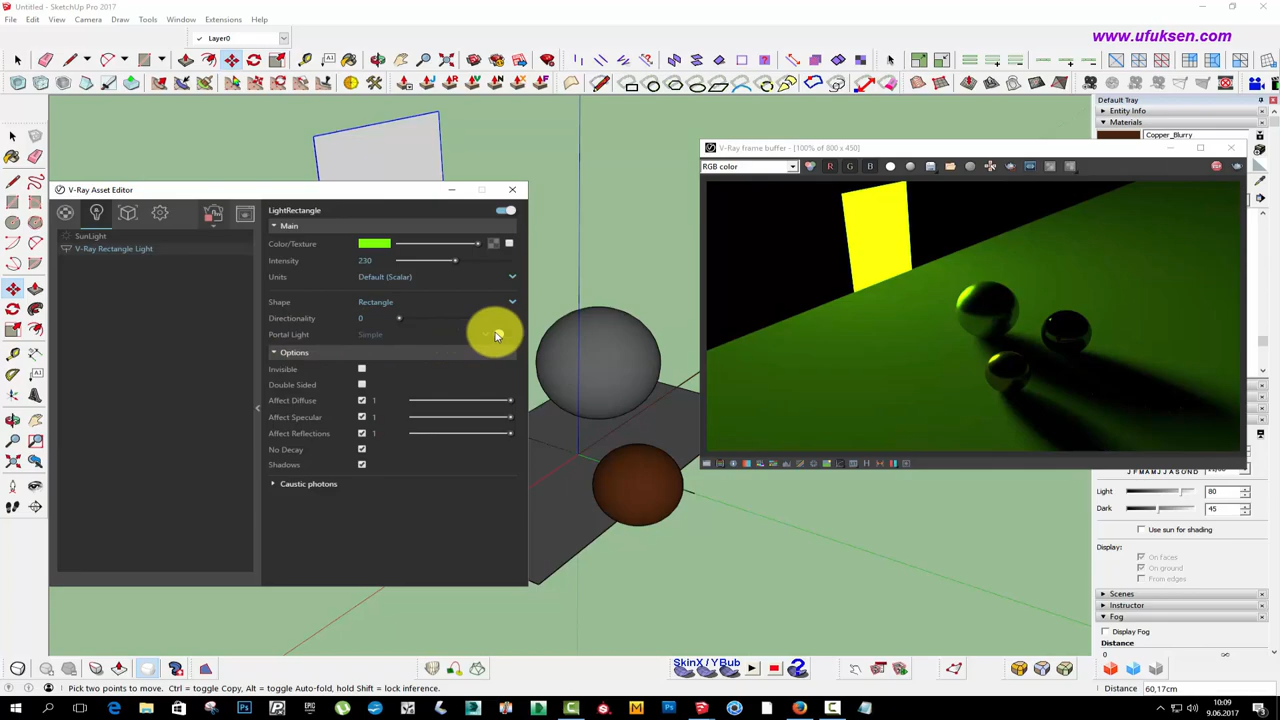 Untitled - SketchUp Pro 2017
File Edit View Camera Draw Tools Window Extensions Help
www.ufuksen.com
Layer0
Default Tray
Entity Info
Materials
Copper_Blurry
V-Ray frame buffer - [100% of 800 x 450]
RGB color
R G B
V-Ray Asset Editor
SunLight
V-Ray Rectangle Light
LightRectangle
Main
Color/Texture
Intensity 230
Units Default (Scalar)
Shape Rectangle
Directionality 0
Portal Light Simple
Options
Invisible
Double Sided
Affect Diffuse 1
Affect Specular 1
Affect Reflections 1
No Decay
Shadows
Caustic photons
J F M A M J J A S O N D
Light 80
Dark 45
Use sun for shading
Display:
On faces
On ground
From edges
Scenes
Instructor
Fog
Display Fog
Distance
0
SkinX / YBub
Pick two points to move. Ctrl = toggle Copy, Alt = toggle Auto-fold, hold Shift = lock inference.
Distance 60,17cm
10:09
9.06.2017